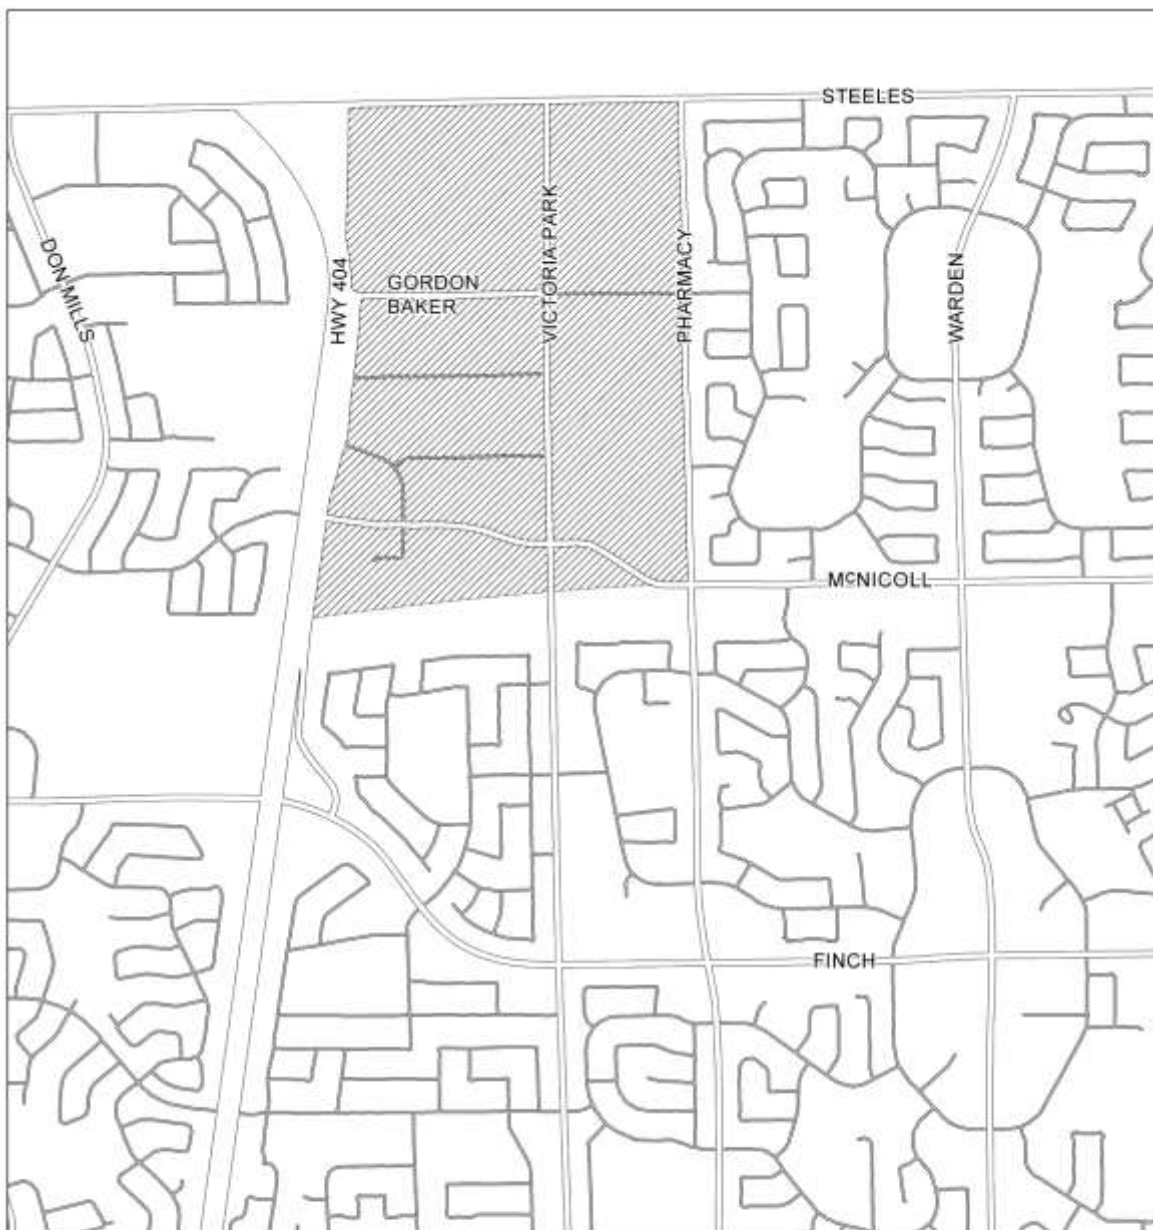 STEELES
VICTORIA PARK
PHARMACY
DON MILLS
HWY 404
WARDEN
GORDON
BAKER
McNICOLL
FINCH